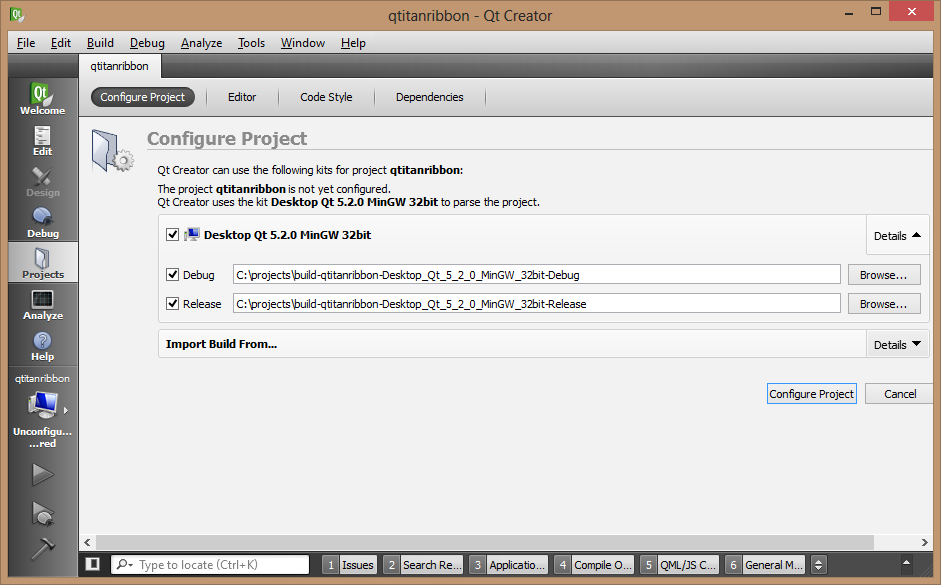 qtitanribbon - Qt Creator
File Edit Build Debug Analyze Tools Window Help
qtitanribbon
Configure Project Editor Code Style Dependencies
Qt
Welcome
Edit
Design
Debug
Projects
Analyze
Help
qtitanribbon
Unconfigu...
...red
Configure Project
Qt Creator can use the following kits for project qtitanribbon:
The project qtitanribbon is not yet configured.
Qt Creator uses the kit Desktop Qt 5.2.0 MinGW 32bit to parse the project.
Desktop Qt 5.2.0 MinGW 32bit Details
Debug C:\projects\build-qtitanribbon-Desktop_Qt_5_2_0_MinGW_32bit-Debug Browse...
Release C:\projects\build-qtitanribbon-Desktop_Qt_5_2_0_MinGW_32bit-Release Browse...
Import Build From... Details
Configure Project Cancel
Type to locate (Ctrl+K) 1 Issues 2 Search Re... 3 Applicatio... 4 Compile O... 5 QML/JS C... 6 General M...